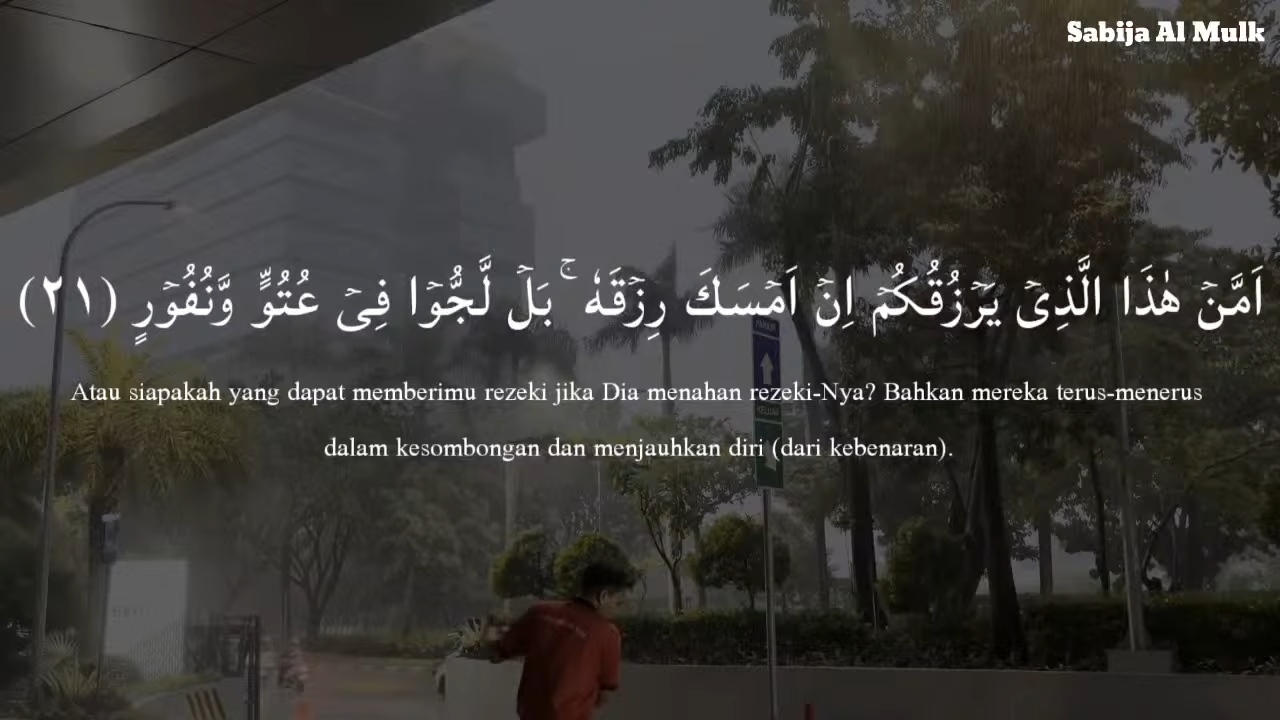 Sabija Al Mulk
اَمَّنْ هٰذَا الَّذِيْ يَرْزُقُكُمْ اِنْ اَمْسَكَ رِزْقَهٗ ۚ بَلْ لَّجُّوْا فِيْ عُتُوٍّ وَّنُفُوْرٍ (٢١)
Atau siapakah yang dapat memberimu rezeki jika Dia menahan rezeki-Nya? Bahkan mereka terus-menerus
dalam kesombongan dan menjauhkan diri (dari kebenaran).
KELUAR